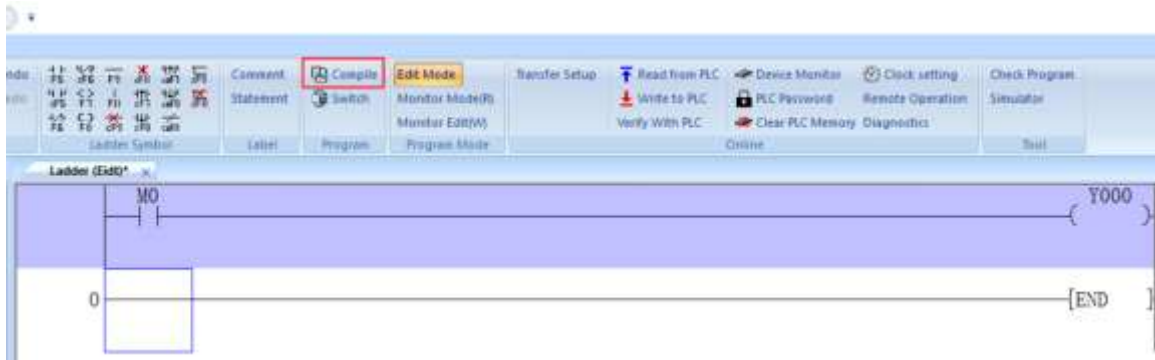 Comment Compile Edit Mode Transfer Setup Read from PLC Device Monitor Clock setting Check Program
Statement Switch Monitor Mode(R) Write to PLC PLC Password Remote Operation Simulator
Monitor Edit(W) Verify With PLC Clear PLC Memory Diagnostics
Ladder Symbol Label Program Program Mode Online Tool
Ladder (Eidt)*
M0 Y000
0 END